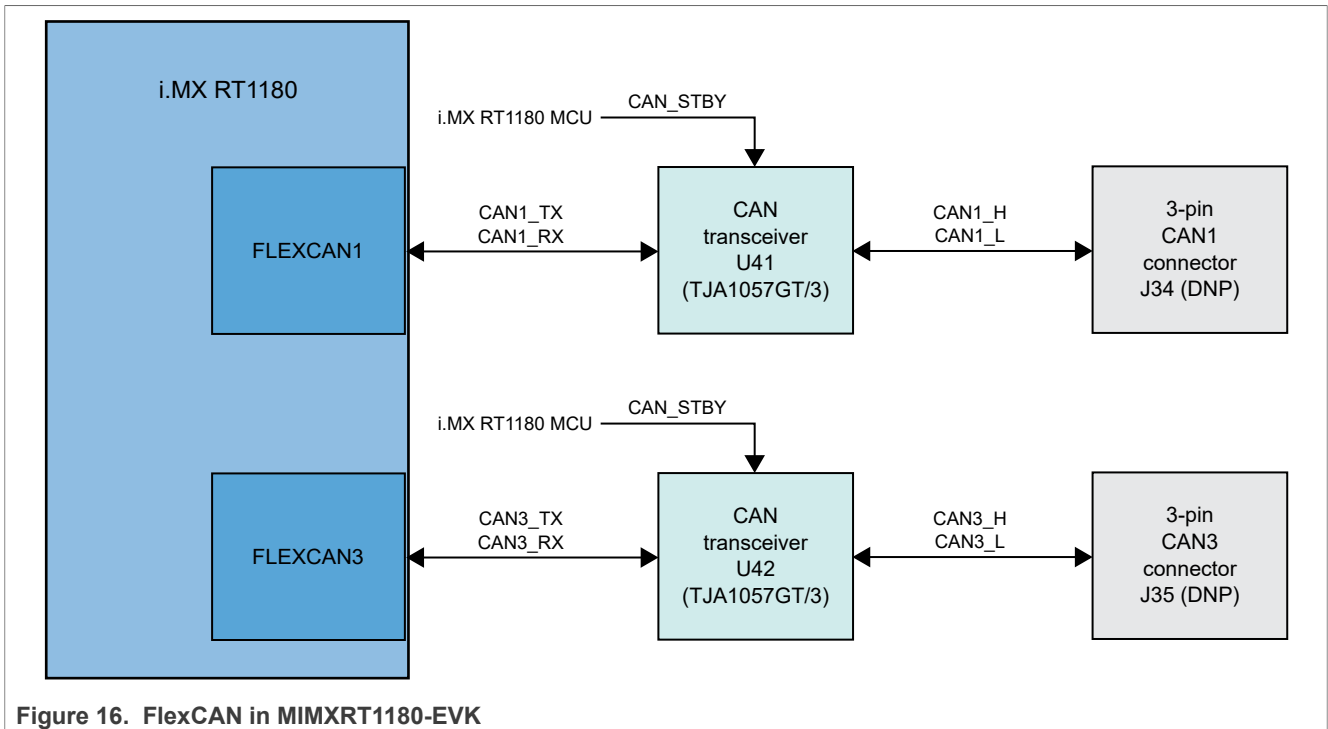 i.MX RT1180
i.MX RT1180 MCU
CAN_STBY
FLEXCAN1
CAN1_TX
CAN1_RX
CAN
transceiver
U41
(TJA1057GT/3)
CAN1_H
CAN1_L
3-pin
CAN1
connector
J34 (DNP)
i.MX RT1180 MCU
CAN_STBY
FLEXCAN3
CAN3_TX
CAN3_RX
CAN
transceiver
U42
(TJA1057GT/3)
CAN3_H
CAN3_L
3-pin
CAN3
connector
J35 (DNP)
Figure 16. FlexCAN in MIMXRT1180-EVK